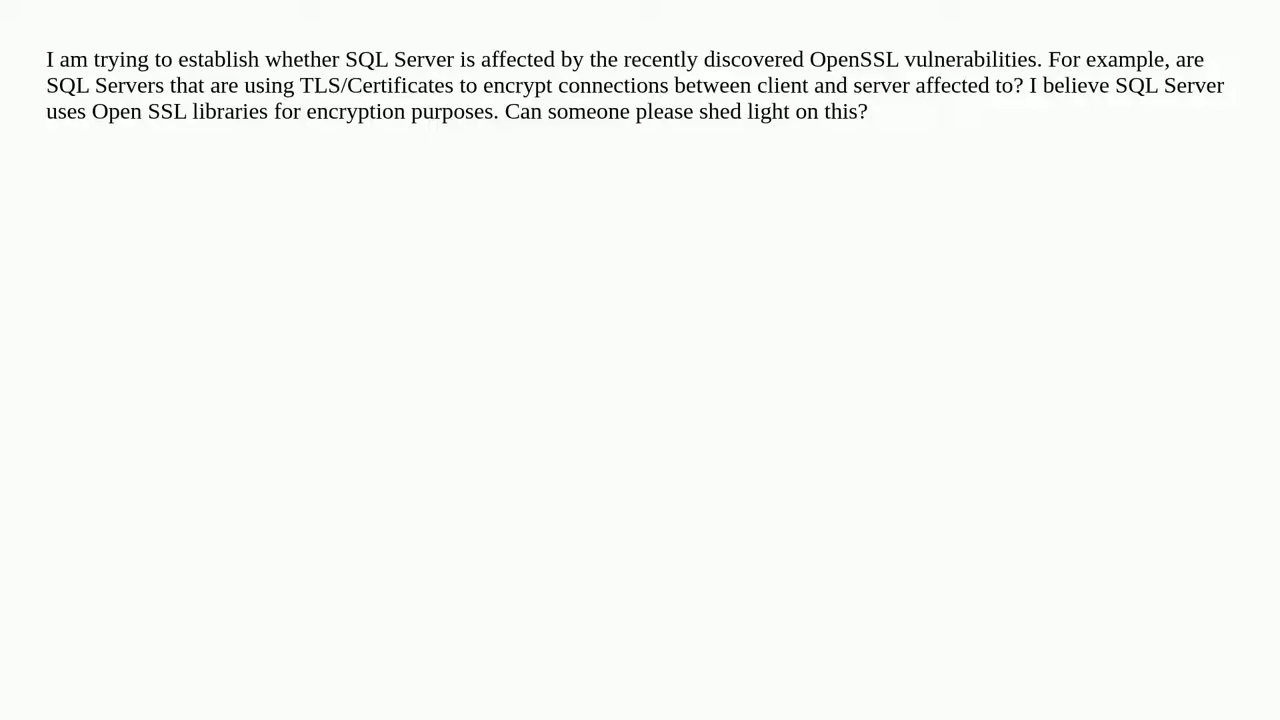 I am trying to establish whether SQL Server is affected by the recently discovered OpenSSL vulnerabilities. For example, are
SQL Servers that are using TLS/Certificates to encrypt connections between client and server affected to? I believe SQL Server
uses Open SSL libraries for encryption purposes. Can someone please shed light on this?